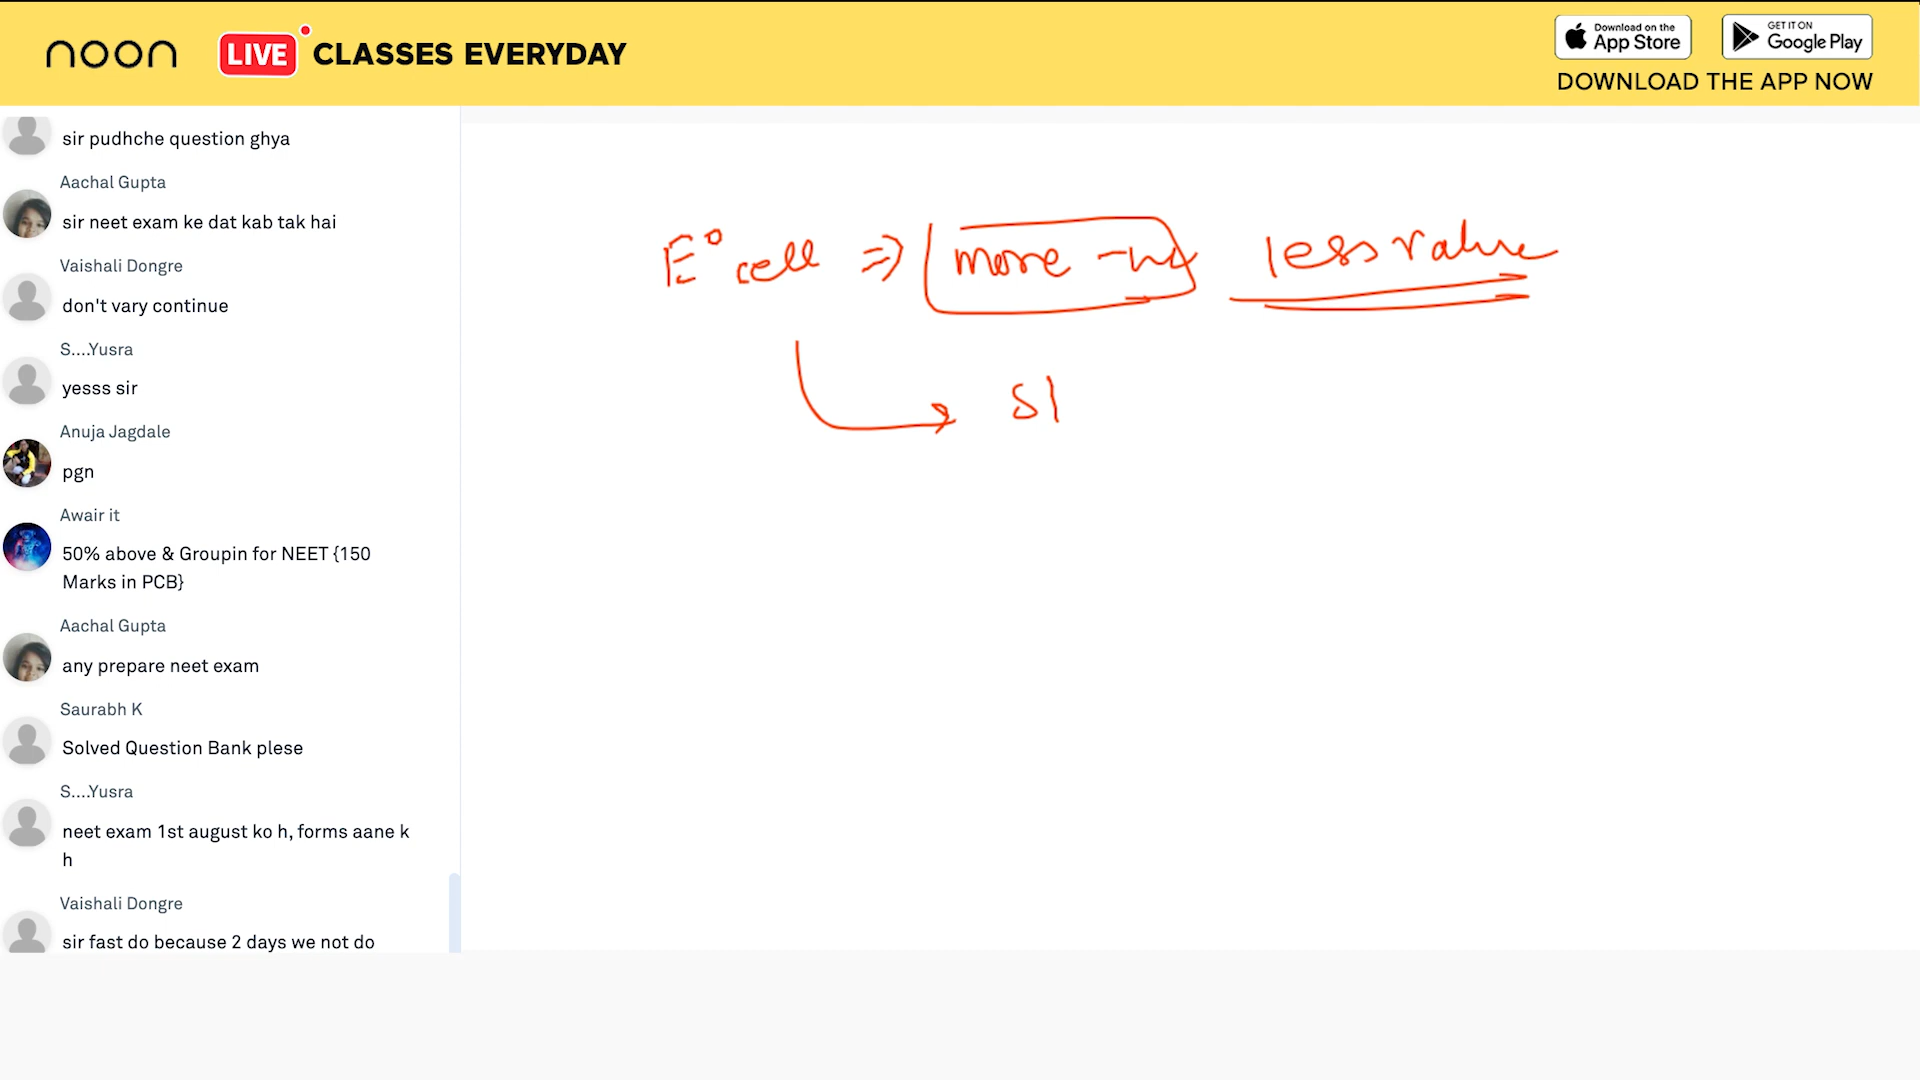 noon LIVE CLASSES EVERYDAY
Download on the App Store
GET IT ON Google Play
DOWNLOAD THE APP NOW
sir pudhche question ghya
Aachal Gupta
sir neet exam ke dat kab tak hai
Vaishali Dongre
don't vary continue
S....Yusra
yesss sir
Anuja Jagdale
pgn
Awair it
50% above & Groupin for NEET {150
Marks in PCB}
Aachal Gupta
any prepare neet exam
Saurabh K
Solved Question Bank plese
S....Yusra
neet exam 1st august ko h, forms aane k
h
Vaishali Dongre
sir fast do because 2 days we not do
E° cell ⇒ more -ve less value